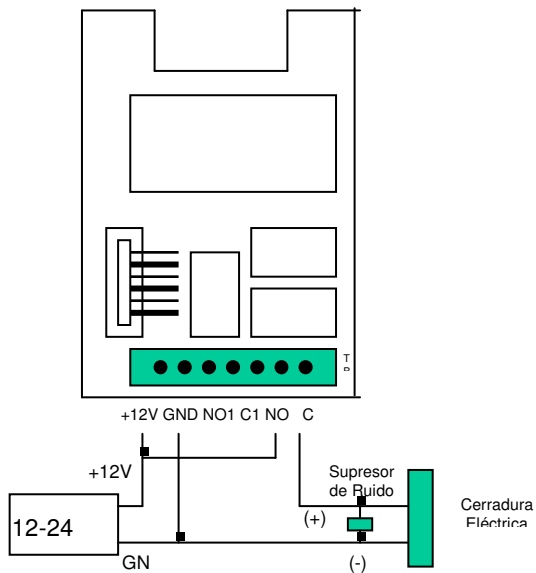 +12V GND NO1 C1 NO C
+12V
Supresor
de Ruido
12-24
(+)
Cerradura
Eléctrica
GN
(-)